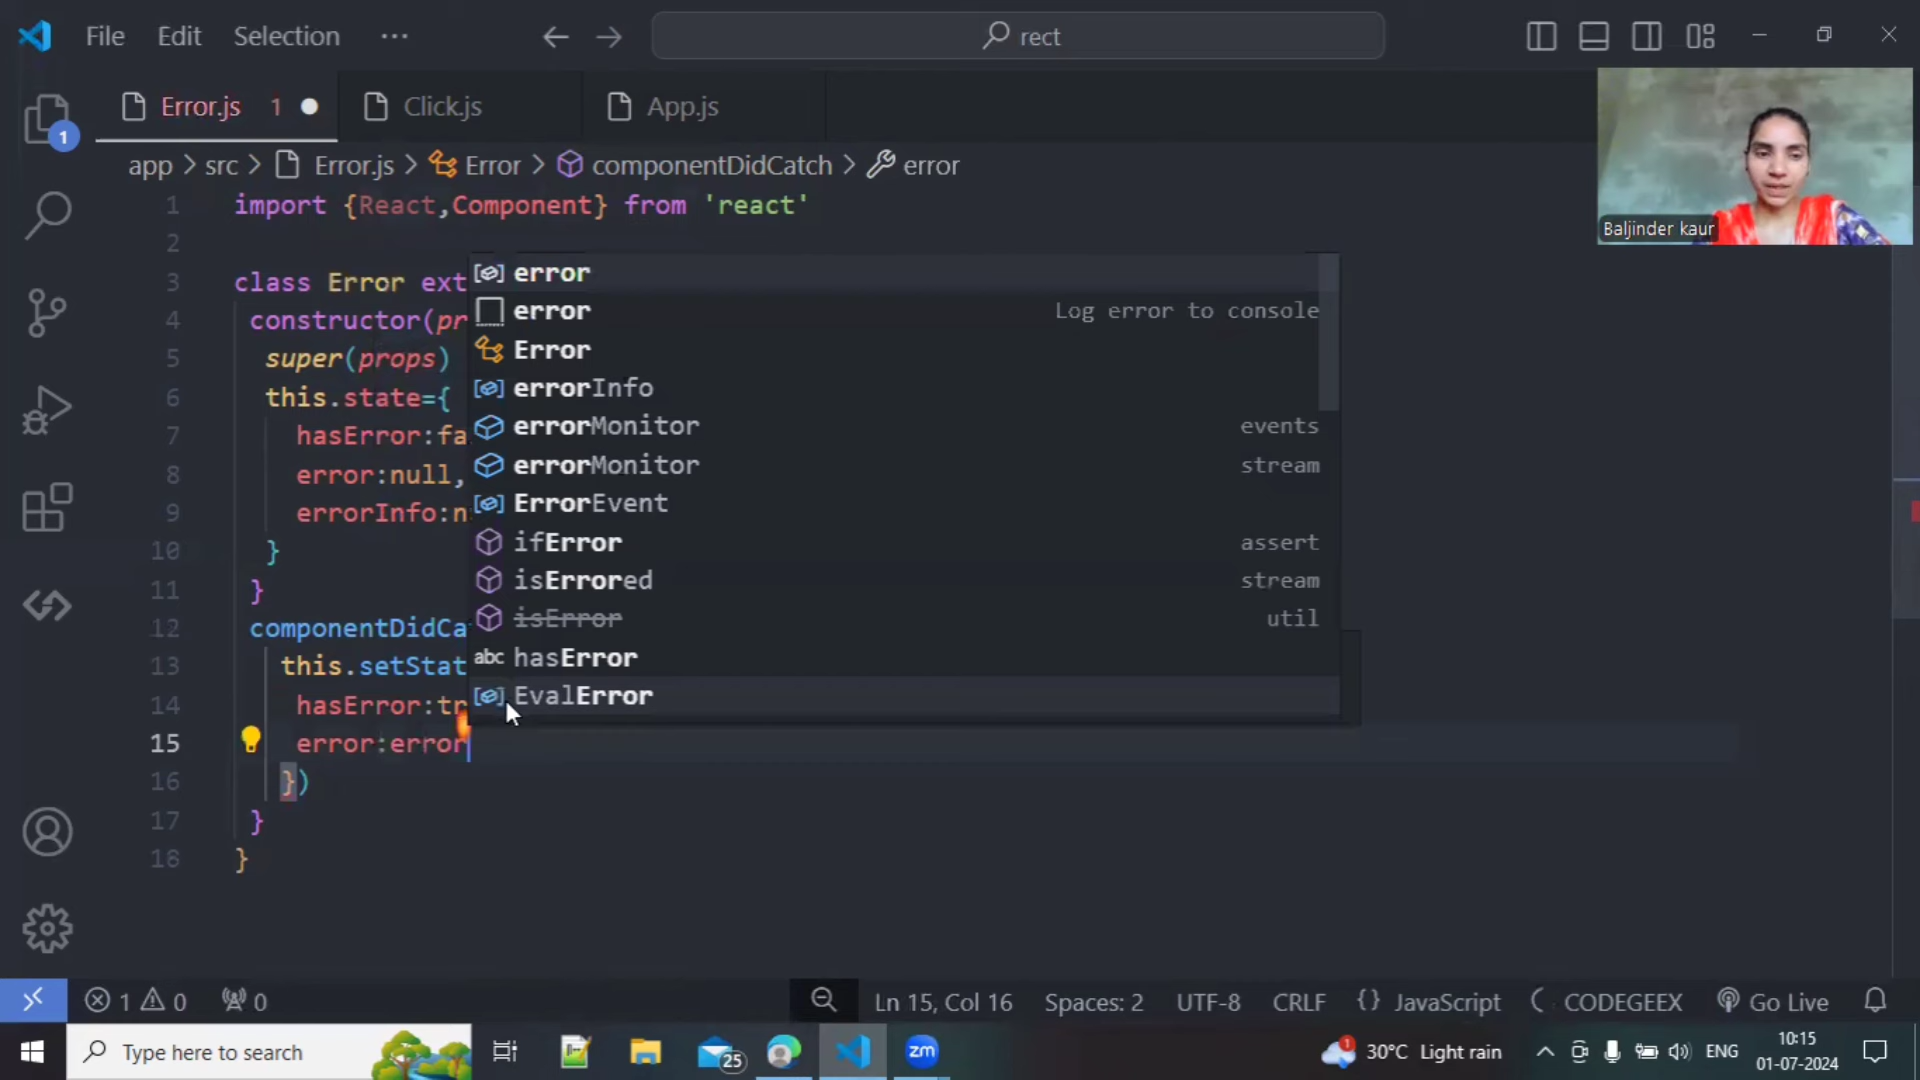 File Edit Selection ··· rect
Error.js 1 Click.js App.js
Baljinder kaur
1
app > src > Error.js > Error > componentDidCatch > error
1 import {React,Component} from 'react'
2
3 class Error ext
4 constructor(pr
5 super(props)
6 this.state={
7 hasError:fa
8 error:null,
9 errorInfo:n
10 }
11 }
12 componentDidCa
13 this.setStat
14 hasError:tr
15 error:error
16 })
17 }
18 }
error
error Log error to console
Error
errorInfo
errorMonitor events
errorMonitor stream
ErrorEvent
ifError assert
isErrored stream
isError util
abc hasError
EvalError
1 0 0 Ln 15, Col 16 Spaces: 2 UTF-8 CRLF {} JavaScript CODEGEEX Go Live
Type here to search 25 zm 1 30°C Light rain ENG 10:15
01-07-2024